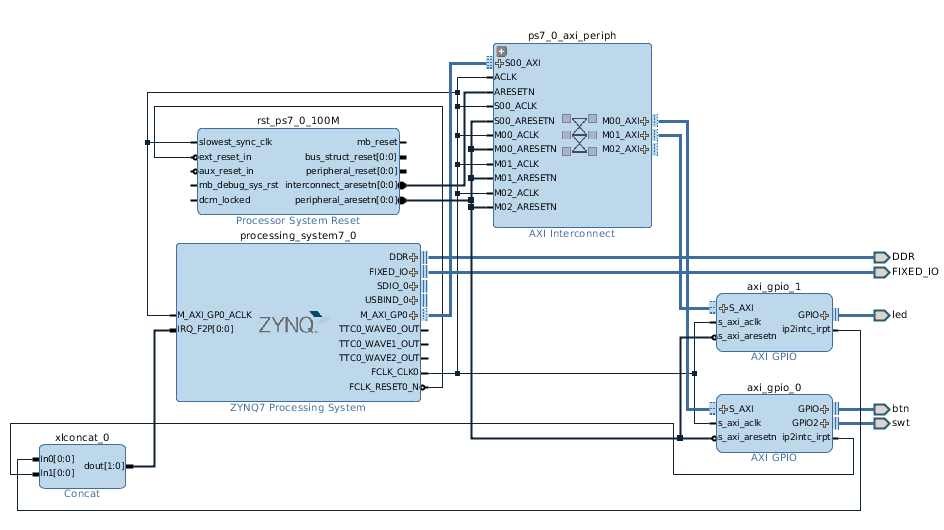 ps7_0_axi_periph
S00_AXI
ACLK
ARESETN
S00_ACLK
S00_ARESETN
M00_ACLK
M00_ARESETN
M01_ACLK
M01_ARESETN
M02_ACLK
M02_ARESETN
M00_AXI
M01_AXI
M02_AXI
AXI Interconnect
rst_ps7_0_100M
slowest_sync_clk
ext_reset_in
aux_reset_in
mb_debug_sys_rst
dcm_locked
mb_reset
bus_struct_reset[0:0]
peripheral_reset[0:0]
interconnect_aresetn[0:0]
peripheral_aresetn[0:0]
Processor System Reset
processing_system7_0
M_AXI_GP0_ACLK
IRQ_F2P[0:0]
ZYNQ
DDR
FIXED_IO
SDIO_0
USBIND_0
M_AXI_GP0
TTC0_WAVE0_OUT
TTC0_WAVE1_OUT
TTC0_WAVE2_OUT
FCLK_CLK0
FCLK_RESET0_N
ZYNQ7 Processing System
DDR
FIXED_IO
axi_gpio_1
S_AXI
s_axi_aclk
s_axi_aresetn
GPIO
ip2intc_irpt
AXI GPIO
led
axi_gpio_0
S_AXI
s_axi_aclk
s_axi_aresetn
GPIO
GPIO2
ip2intc_irpt
AXI GPIO
btn
swt
xlconcat_0
In0[0:0]
In1[0:0]
dout[1:0]
Concat